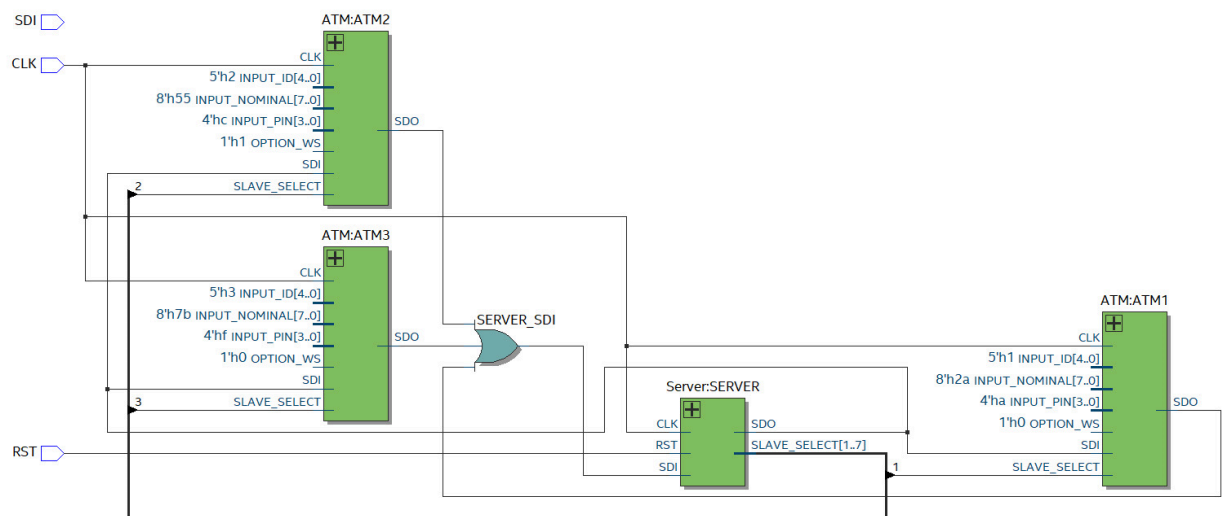 SDI
CLK
ATM:ATM2
CLK
5'h2 INPUT_ID[4..0]
8'h55 INPUT_NOMINAL[7..0]
4'hc INPUT_PIN[3..0]
1'h1 OPTION_WS
SDI
2 SLAVE_SELECT
SDO
ATM:ATM3
CLK
5'h3 INPUT_ID[4..0]
8'h7b INPUT_NOMINAL[7..0]
4'hf INPUT_PIN[3..0]
1'h0 OPTION_WS
SDI
3 SLAVE_SELECT
SDO
SERVER_SDI
RST
Server:SERVER
CLK
RST
SDI
SDO
SLAVE_SELECT[1..7]
ATM:ATM1
CLK
5'h1 INPUT_ID[4..0]
8'h2a INPUT_NOMINAL[7..0]
4'ha INPUT_PIN[3..0]
1'h0 OPTION_WS
SDI
1 SLAVE_SELECT
SDO